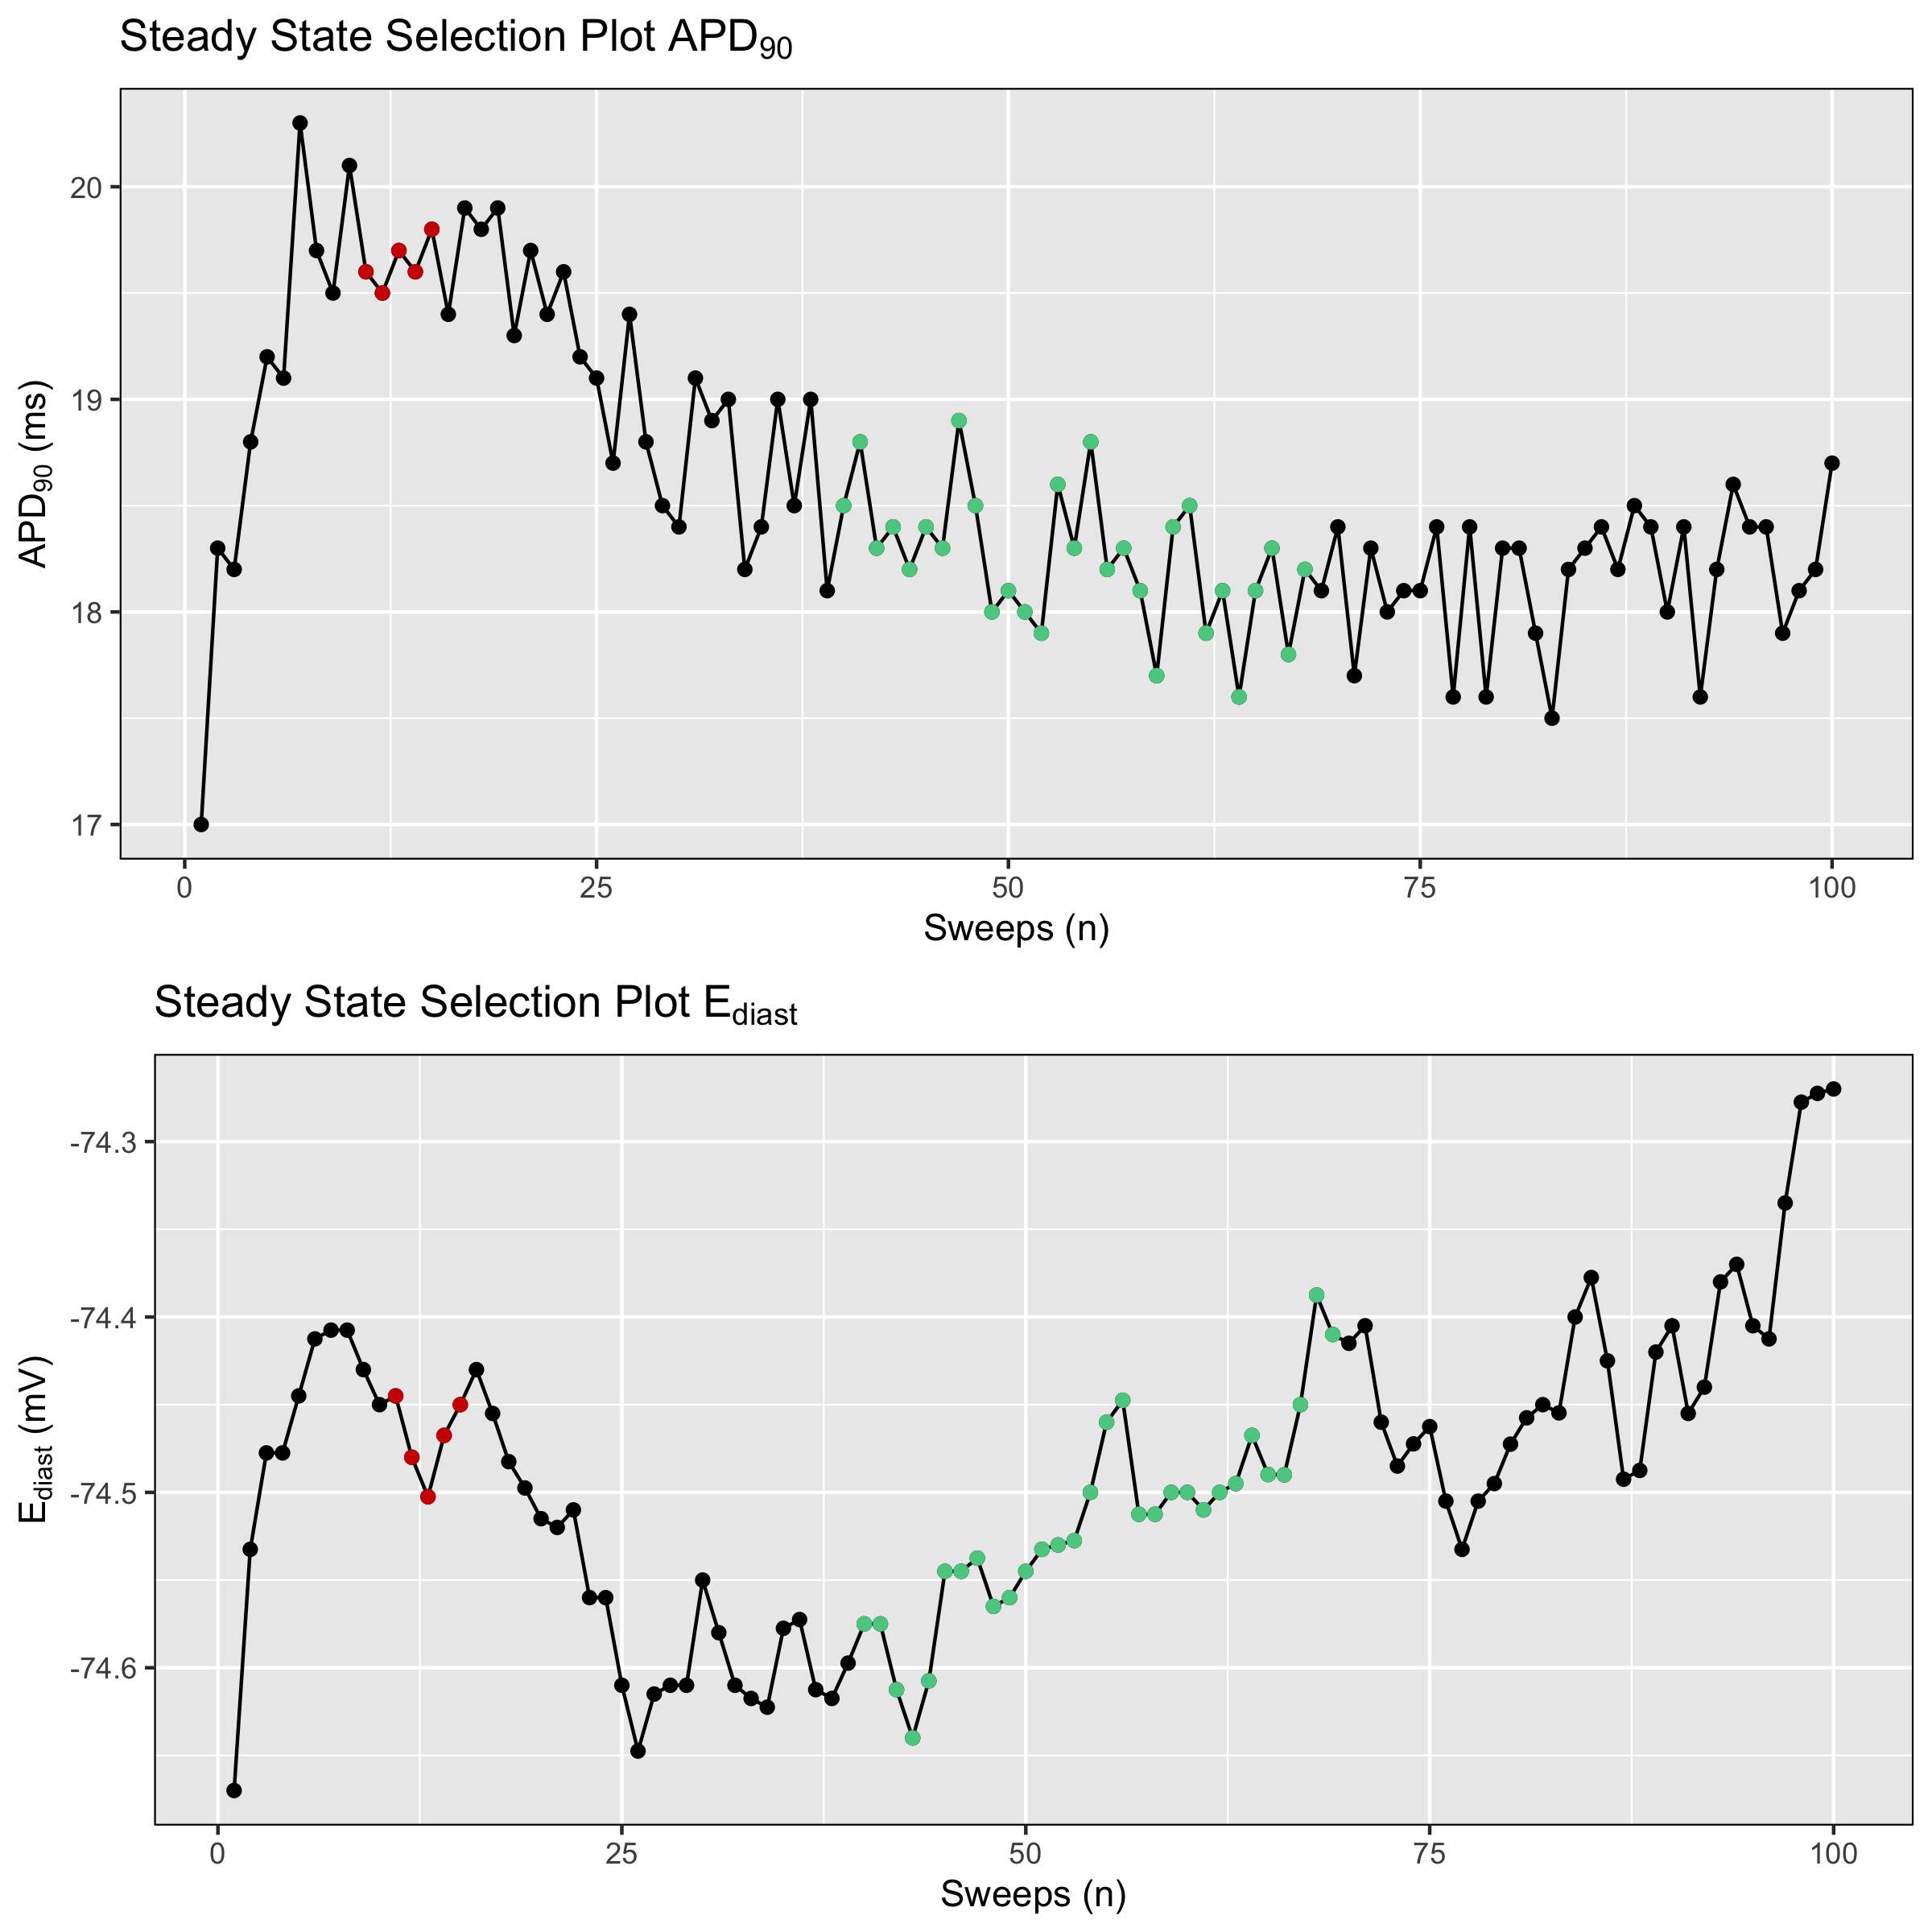 Steady State Selection Plot APD90
20
19
18
17
APD90 (ms)
0 25 50 75 100
Sweeps (n)
Steady State Selection Plot Ediast
-74.3
-74.4
-74.5
-74.6
Ediast (mV)
0 25 50 75 100
Sweeps (n)